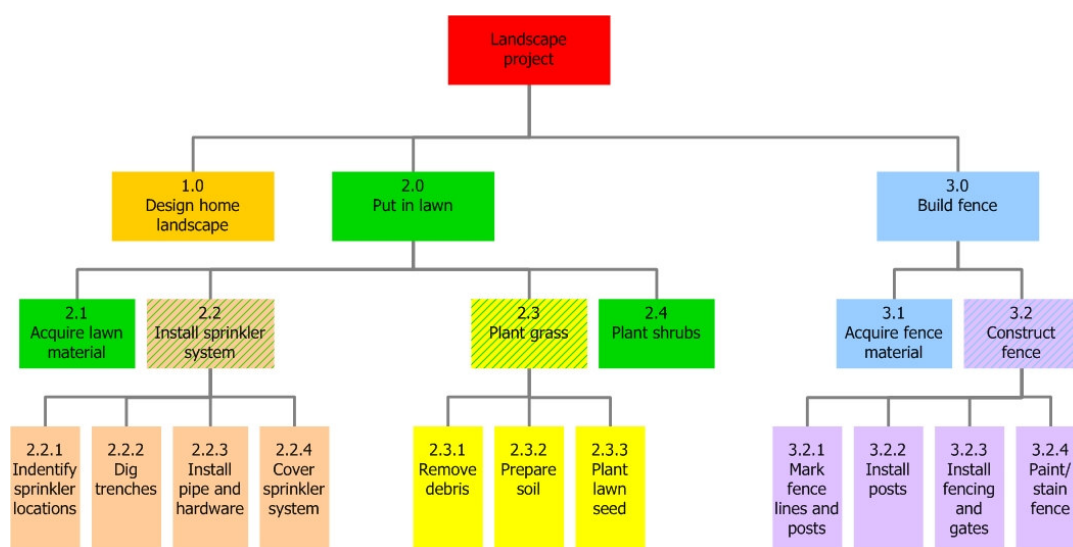 Landscape
project
1.0
Design home
landscape
2.0
Put in lawn
3.0
Build fence
2.1
Acquire lawn
material
2.2
Install sprinkler
system
2.3
Plant grass
2.4
Plant shrubs
3.1
Acquire fence
material
3.2
Construct
fence
2.2.1
Indentify
sprinkler
locations
2.2.2
Dig
trenches
2.2.3
Install
pipe and
hardware
2.2.4
Cover
sprinkler
system
2.3.1
Remove
debris
2.3.2
Prepare
soil
2.3.3
Plant
lawn
seed
3.2.1
Mark
fence
lines and
posts
3.2.2
Install
posts
3.2.3
Install
fencing
and
gates
3.2.4
Paint/
stain
fence